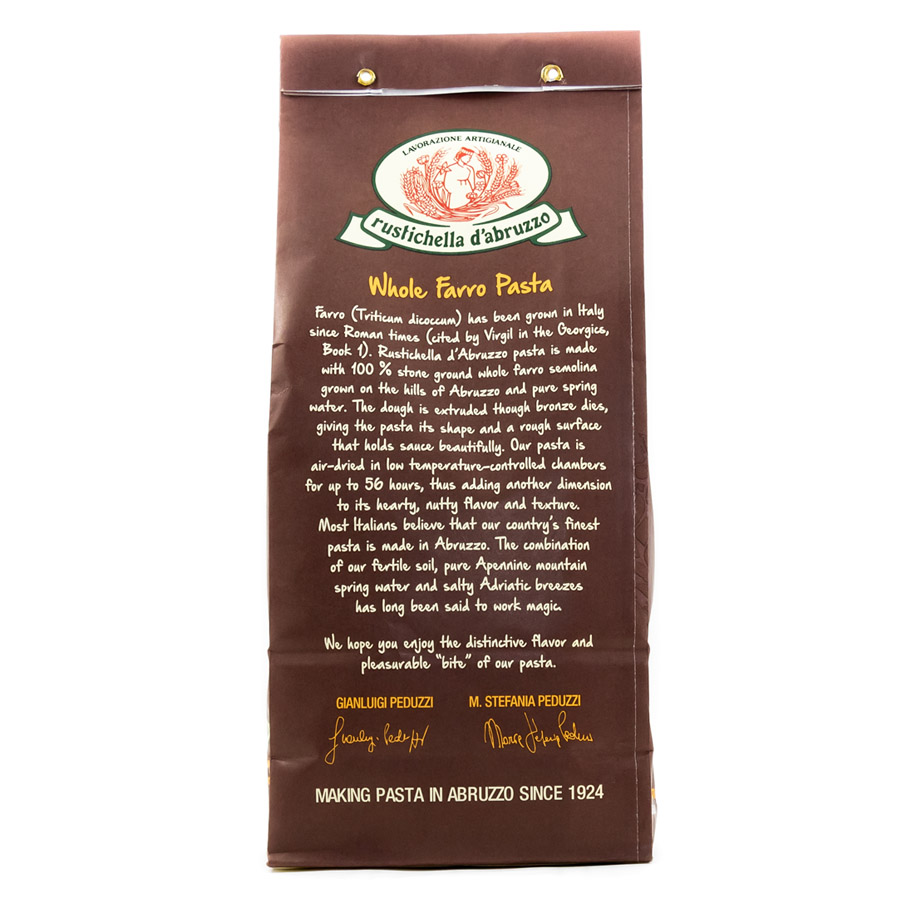 LAVORAZIONE ARTIGIANALE
rustichella d'abruzzo
Whole Farro Pasta
Farro (Triticum dicoccum) has been grown in Italy
since Roman times (cited by Virgil in the Georgics,
Book 1). Rustichella d'Abruzzo pasta is made
with 100 % stone ground whole farro semolina
grown on the hills of Abruzzo and pure spring
water. The dough is extruded though bronze dies,
giving the pasta its shape and a rough surface
that holds sauce beautifully. Our pasta is
air-dried in low temperature-controlled chambers
for up to 56 hours, thus adding another dimension
to its hearty, nutty flavor and texture.
Most Italians believe that our country's finest
pasta is made in Abruzzo. The combination
of our fertile soil, pure Apennine mountain
spring water and salty Adriatic breezes
has long been said to work magic.
We hope you enjoy the distinctive flavor and
pleasurable "bite" of our pasta.
GIANLUIGI PEDUZZI M. STEFANIA PEDUZZI
MAKING PASTA IN ABRUZZO SINCE 1924